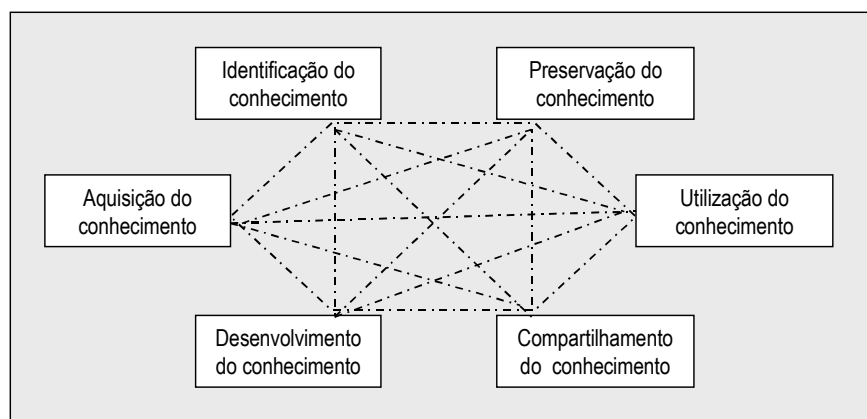 Identificação do
conhecimento
Preservação do
conhecimento
Aquisição do
conhecimento
Utilização do
conhecimento
Desenvolvimento
do conhecimento
Compartilhamento
do conhecimento